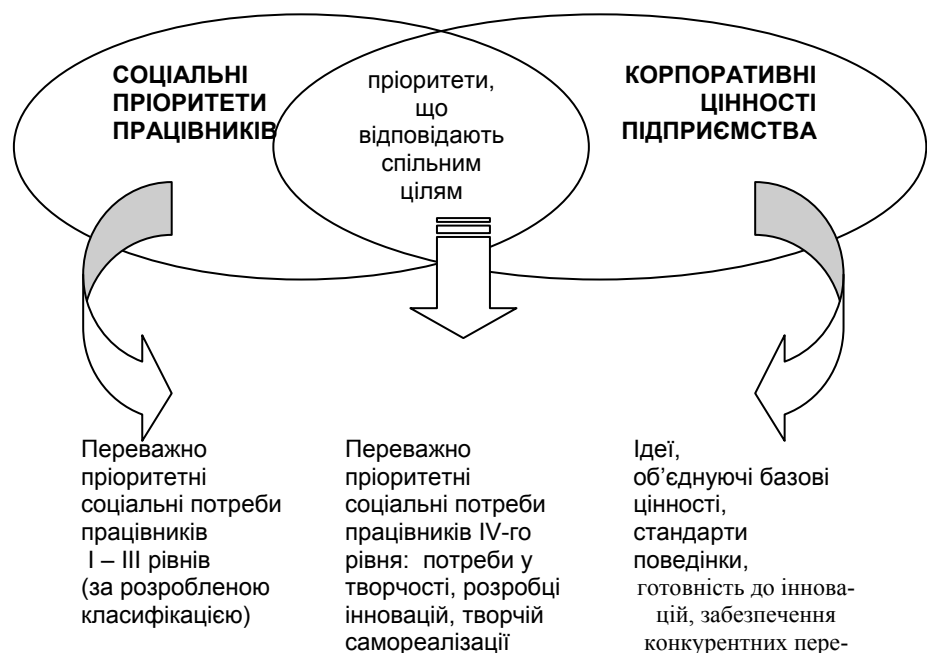 СОЦІАЛЬНІ
ПРІОРИТЕТИ
ПРАЦІВНИКІВ
пріоритети,
що
відповідають
спільним
цілям
КОРПОРАТИВНІ
ЦІННОСТІ
ПІДПРИЄМСТВА
Переважно
пріоритетні
соціальні потреби
працівників
I – III рівнів
(за розробленою
класифікацією)
Переважно
пріоритетні
соціальні потреби
працівників IV-го
рівня: потреби у
творчості, розробці
інновацій, творчій
самореалізації
Ідеї,
об’єднуючі базові
цінності,
стандарти
поведінки,
готовність до іннова-
цій, забезпечення
конкурентних пере-